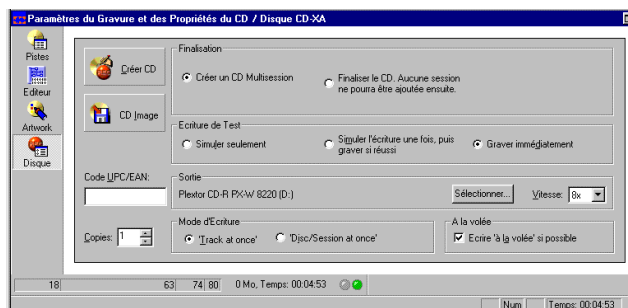 Paramètres du Gravure et des Propriétés du CD / Disque CD-XA
Pistes
Editeur
Artwork
Disque
Créer CD
CD Image
Finalisation
Créer un CD Multisession
Finaliser le CD. Aucune session
ne pourra être ajoutée ensuite.
Ecriture de Test
Simuler seulement
Simuler l'écriture une fois, puis
graver si réussi
Graver immédiatement
Code UPC/EAN:
Sortie
Plextor CD-R PX-W 8220 (D:)
Sélectionner...
Vitesse: 8x
Copies: 1
Mode d'Ecriture
'Track at once'
'Disc/Session at once'
A la volée
Ecrire 'à la volée' si possible
18 63 74 80 0 Mo, Temps: 00:04:53
Num Temps: 00:04:53